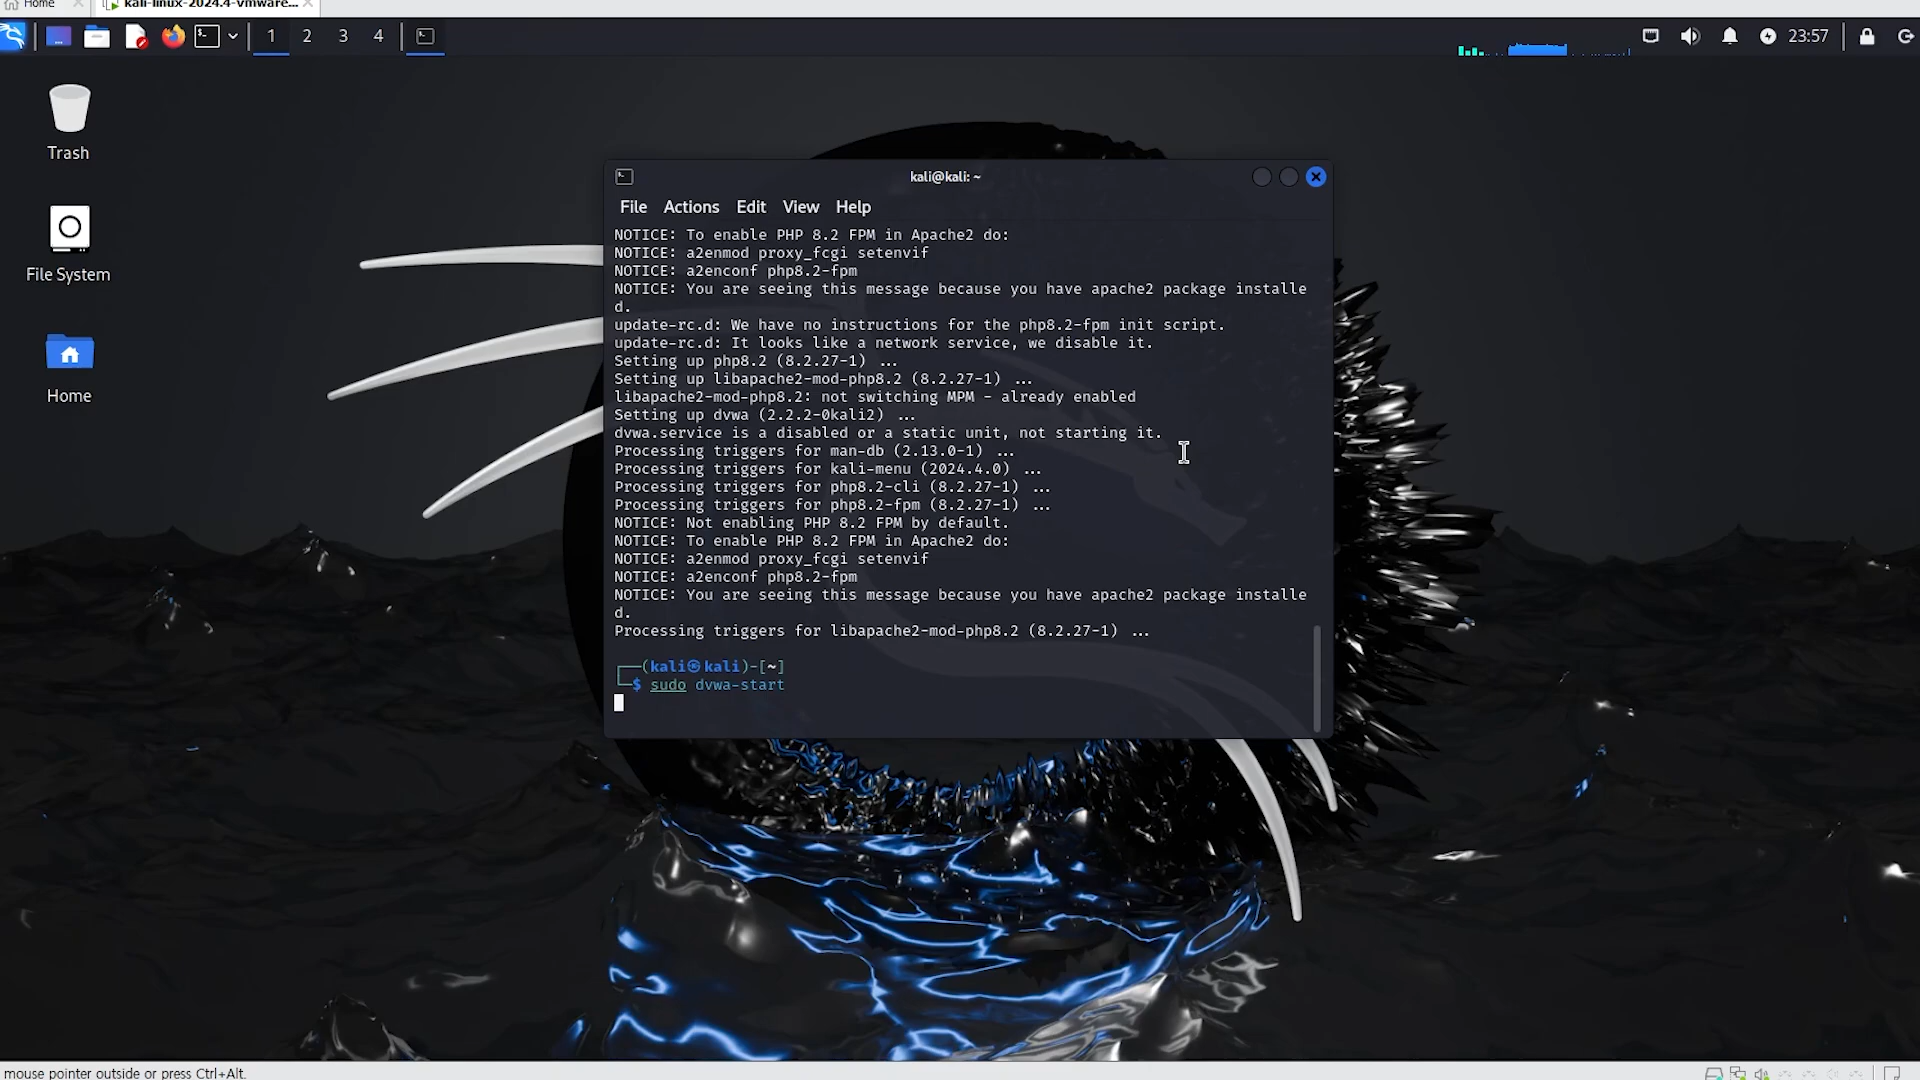 Home
kali-linux-2024.4-vmware...
1 2 3 4
23:57
Trash
File System
Home
kali@kali: ~
File Actions Edit View Help
NOTICE: To enable PHP 8.2 FPM in Apache2 do:
NOTICE: a2enmod proxy_fcgi setenvif
NOTICE: a2enconf php8.2-fpm
NOTICE: You are seeing this message because you have apache2 package installe
d.
update-rc.d: We have no instructions for the php8.2-fpm init script.
update-rc.d: It looks like a network service, we disable it.
Setting up php8.2 (8.2.27-1) ...
Setting up libapache2-mod-php8.2 (8.2.27-1) ...
libapache2-mod-php8.2: not switching MPM - already enabled
Setting up dvwa (2.2.2-0kali2) ...
dvwa.service is a disabled or a static unit, not starting it.
Processing triggers for man-db (2.13.0-1) ...
Processing triggers for kali-menu (2024.4.0) ...
Processing triggers for php8.2-cli (8.2.27-1) ...
Processing triggers for php8.2-fpm (8.2.27-1) ...
NOTICE: Not enabling PHP 8.2 FPM by default.
NOTICE: To enable PHP 8.2 FPM in Apache2 do:
NOTICE: a2enmod proxy_fcgi setenvif
NOTICE: a2enconf php8.2-fpm
NOTICE: You are seeing this message because you have apache2 package installe
d.
Processing triggers for libapache2-mod-php8.2 (8.2.27-1) ...
┌──(kali㉿kali)-[~]
└─$ sudo dvwa-start
mouse pointer outside or press Ctrl+Alt.